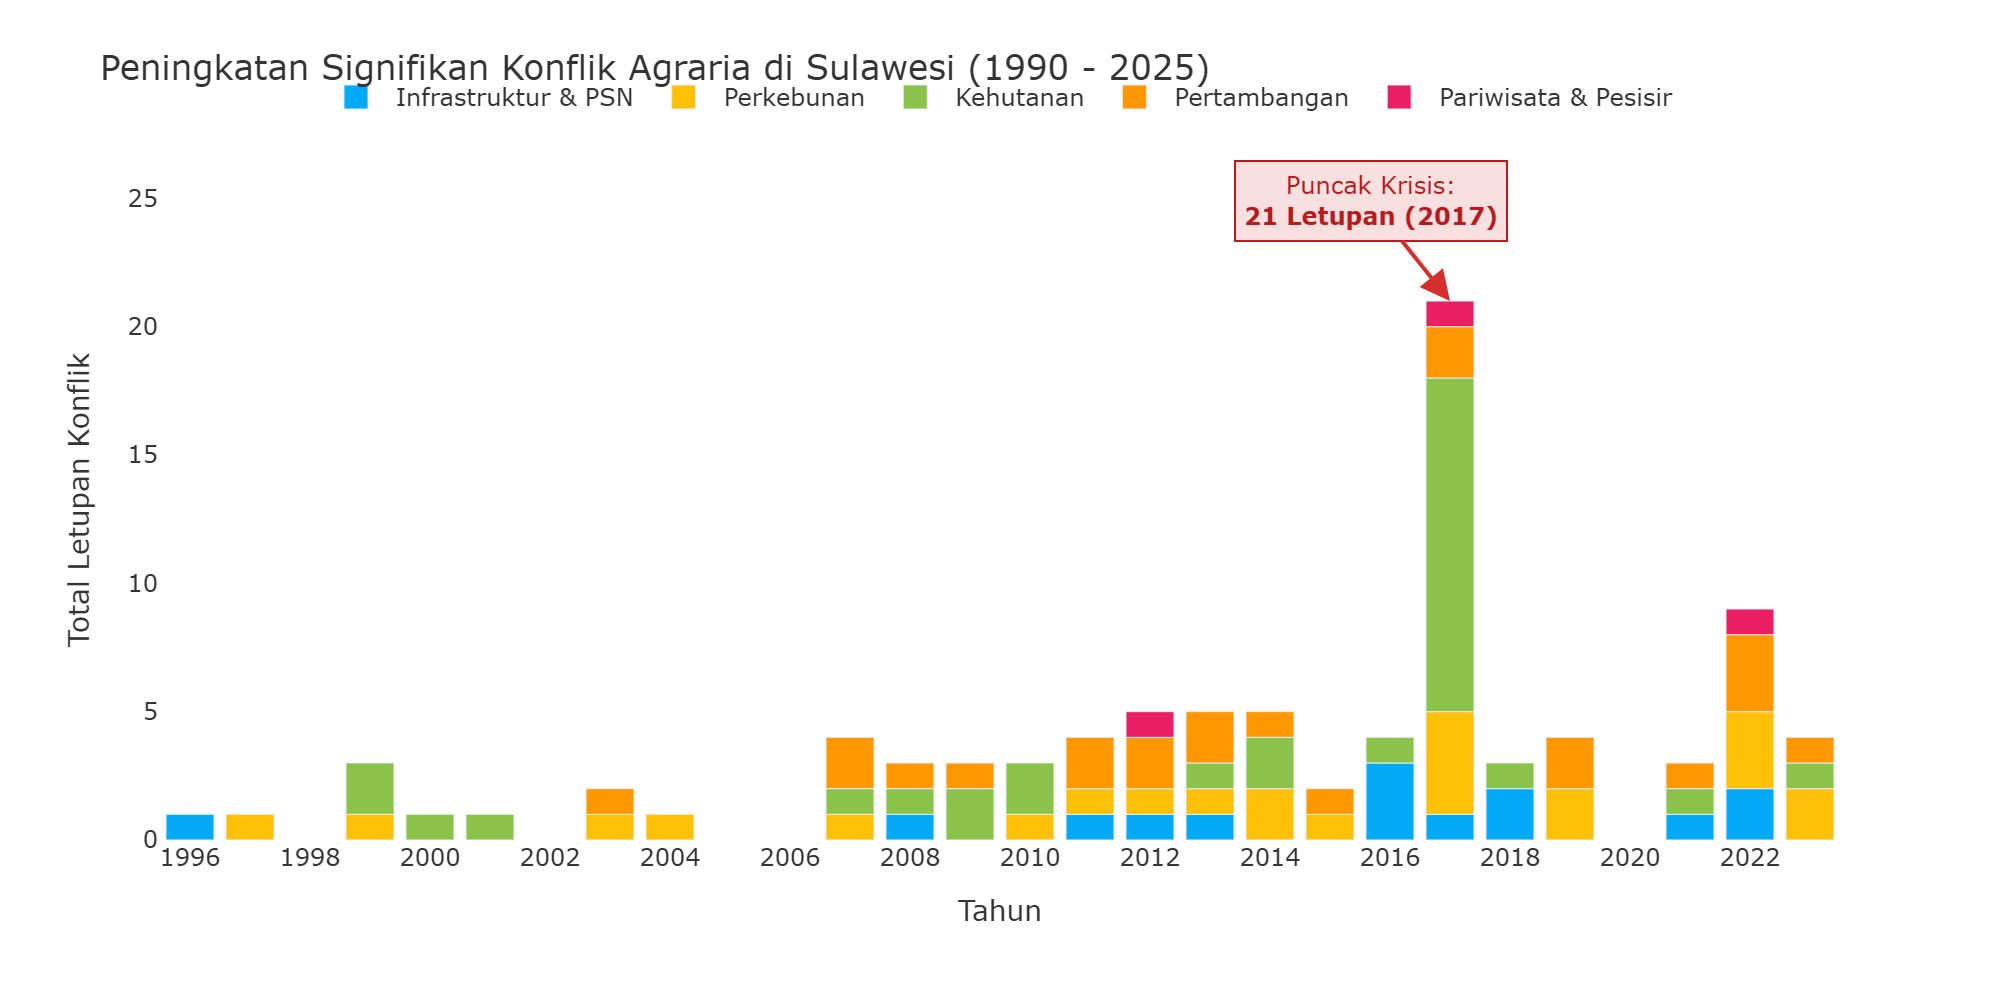 Peningkatan Signifikan Konflik Agraria di Sulawesi (1990 - 2025)
Infrastruktur & PSN Perkebunan Kehutanan Pertambangan Pariwisata & Pesisir
Puncak Krisis:
21 Letupan (2017)
Total Letupan Konflik
25
20
15
10
5
0
1996 1998 2000 2002 2004 2006 2008 2010 2012 2014 2016 2018 2020 2022
Tahun